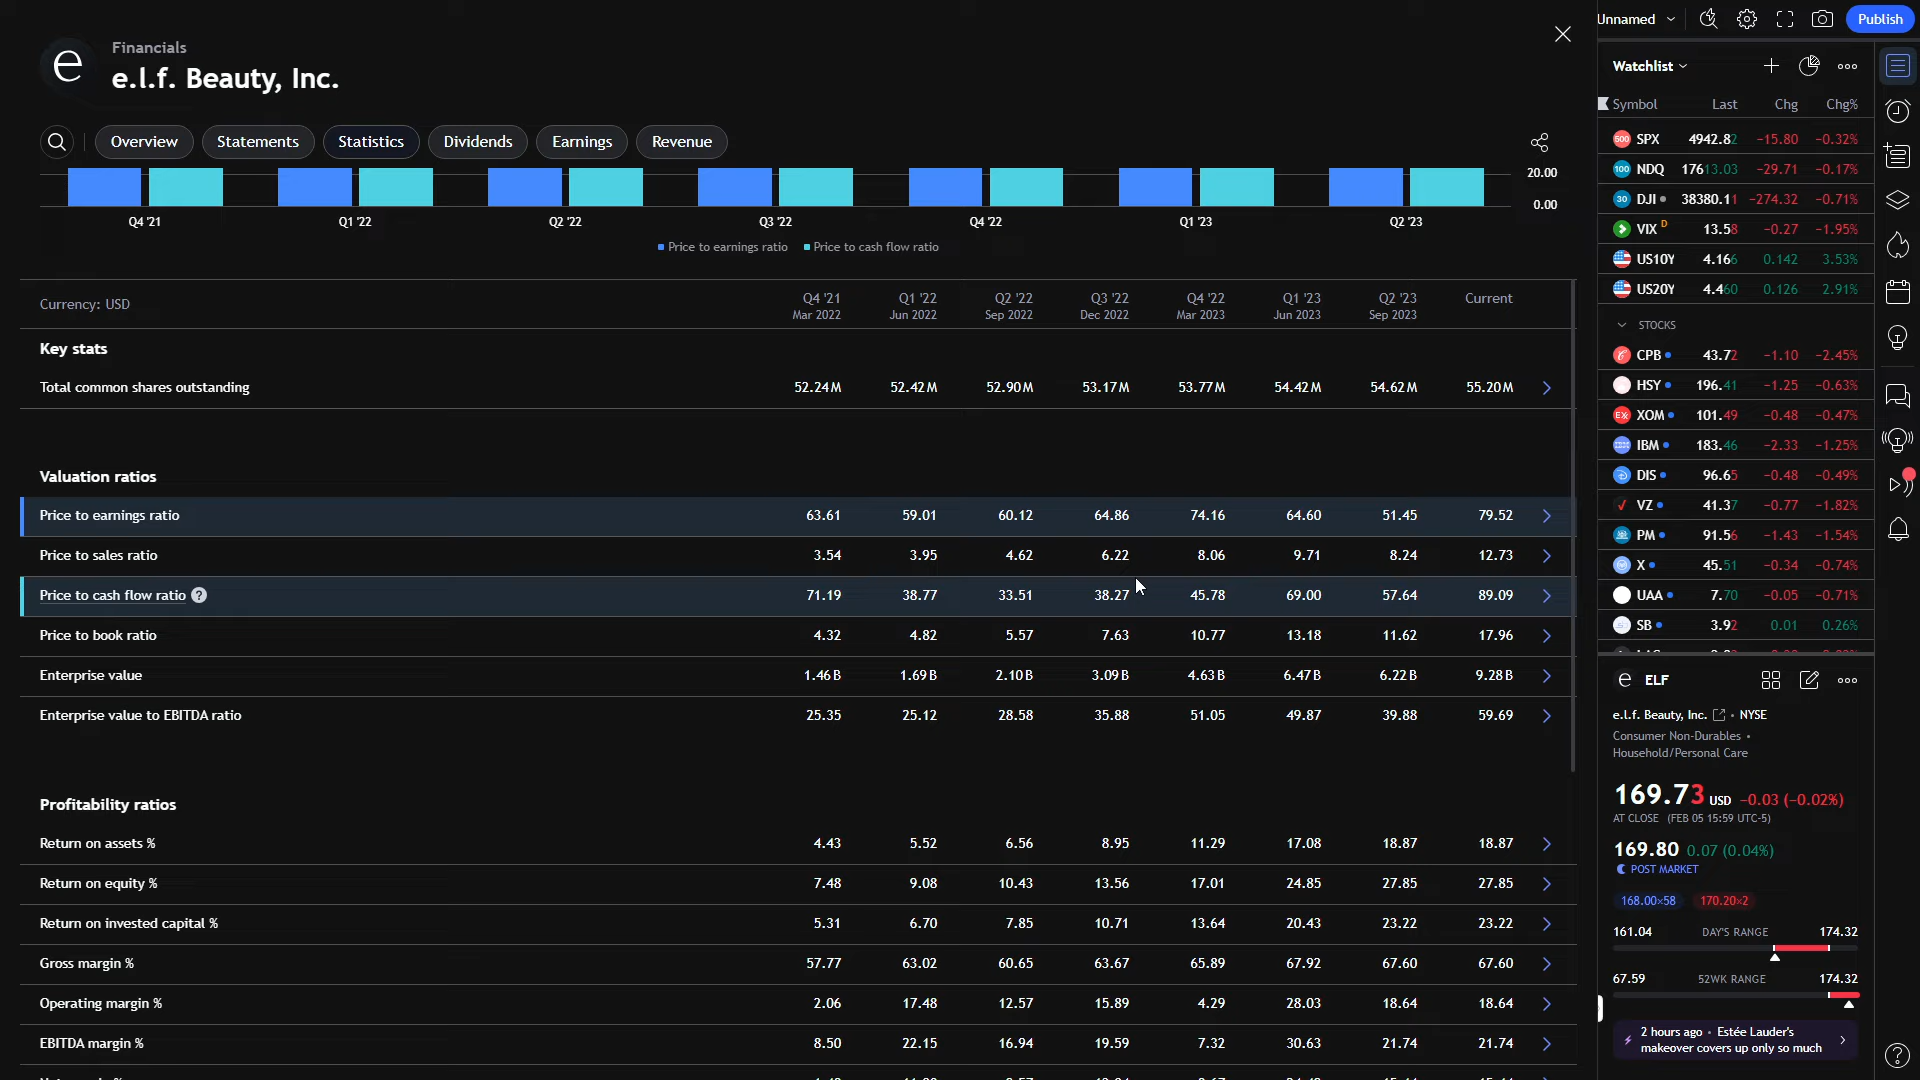 Financials
e.l.f. Beauty, Inc.
Overview Statements Statistics Dividends Earnings Revenue
20.00
0.00
Q4 '21 Q1 '22 Q2 '22 Q3 '22 Q4 '22 Q1 '23 Q2 '23
Price to earnings ratio Price to cash flow ratio
Currency: USD Q4 '21 Q1 '22 Q2 '22 Q3 '22 Q4 '22 Q1 '23 Q2 '23 Current
Mar 2022 Jun 2022 Sep 2022 Dec 2022 Mar 2023 Jun 2023 Sep 2023
Key stats
Total common shares outstanding 52.24M 52.42M 52.90M 53.17M 53.77M 54.42M 54.62M 55.20M
Valuation ratios
Price to earnings ratio 63.61 59.01 60.12 64.86 74.16 64.60 51.45 79.52
Price to sales ratio 3.54 3.95 4.62 6.22 8.06 9.71 8.24 12.73
Price to cash flow ratio ? 71.19 38.77 33.51 38.27 45.78 69.00 57.64 89.09
Price to book ratio 4.32 4.82 5.57 7.63 10.77 13.18 11.62 17.96
Enterprise value 1.46B 1.69B 2.10B 3.09B 4.63B 6.47B 6.22B 9.28B
Enterprise value to EBITDA ratio 25.35 25.12 28.58 35.88 51.05 49.87 39.88 59.69
Profitability ratios
Return on assets % 4.43 5.52 6.56 8.95 11.29 17.08 18.87 18.87
Return on equity % 7.48 9.08 10.43 13.56 17.01 24.85 27.85 27.85
Return on invested capital % 5.31 6.70 7.85 10.71 13.64 20.43 23.22 23.22
Gross margin % 57.77 63.02 60.65 63.67 65.89 67.92 67.60 67.60
Operating margin % 2.06 17.48 12.57 15.89 4.29 28.03 18.64 18.64
EBITDA margin % 8.50 22.15 16.94 19.59 7.32 30.63 21.74 21.74
Unnamed Publish
Watchlist
Symbol Last Chg Chg%
500 SPX 4942.82 −15.80 −0.32%
100 NDQ 17613.03 −29.71 −0.17%
30 DJI 38380.11 −274.32 −0.71%
VIX D 13.58 −0.27 −1.95%
US10Y 4.166 0.142 3.53%
US20Y 4.460 0.126 2.91%
STOCKS
CPB 43.72 −1.10 −2.45%
HSY 196.41 −1.25 −0.63%
XOM 101.49 −0.48 −0.47%
IBM 183.46 −2.33 −1.25%
DIS 96.65 −0.48 −0.49%
VZ 41.37 −0.77 −1.82%
PM 91.56 −1.43 −1.54%
X 45.51 −0.34 −0.74%
UAA 7.70 −0.05 −0.71%
SB 3.92 0.01 0.26%
e ELF
e.l.f. Beauty, Inc. • NYSE
Consumer Non-Durables •
Household/Personal Care
169.73 USD −0.03 (−0.02%)
AT CLOSE (FEB 05 15:59 UTC-5)
169.80 0.07 (0.04%)
POST MARKET
168.00×58 170.20×2
161.04 DAY'S RANGE 174.32
67.59 52WK RANGE 174.32
2 hours ago • Estée Lauder's
makeover covers up only so much